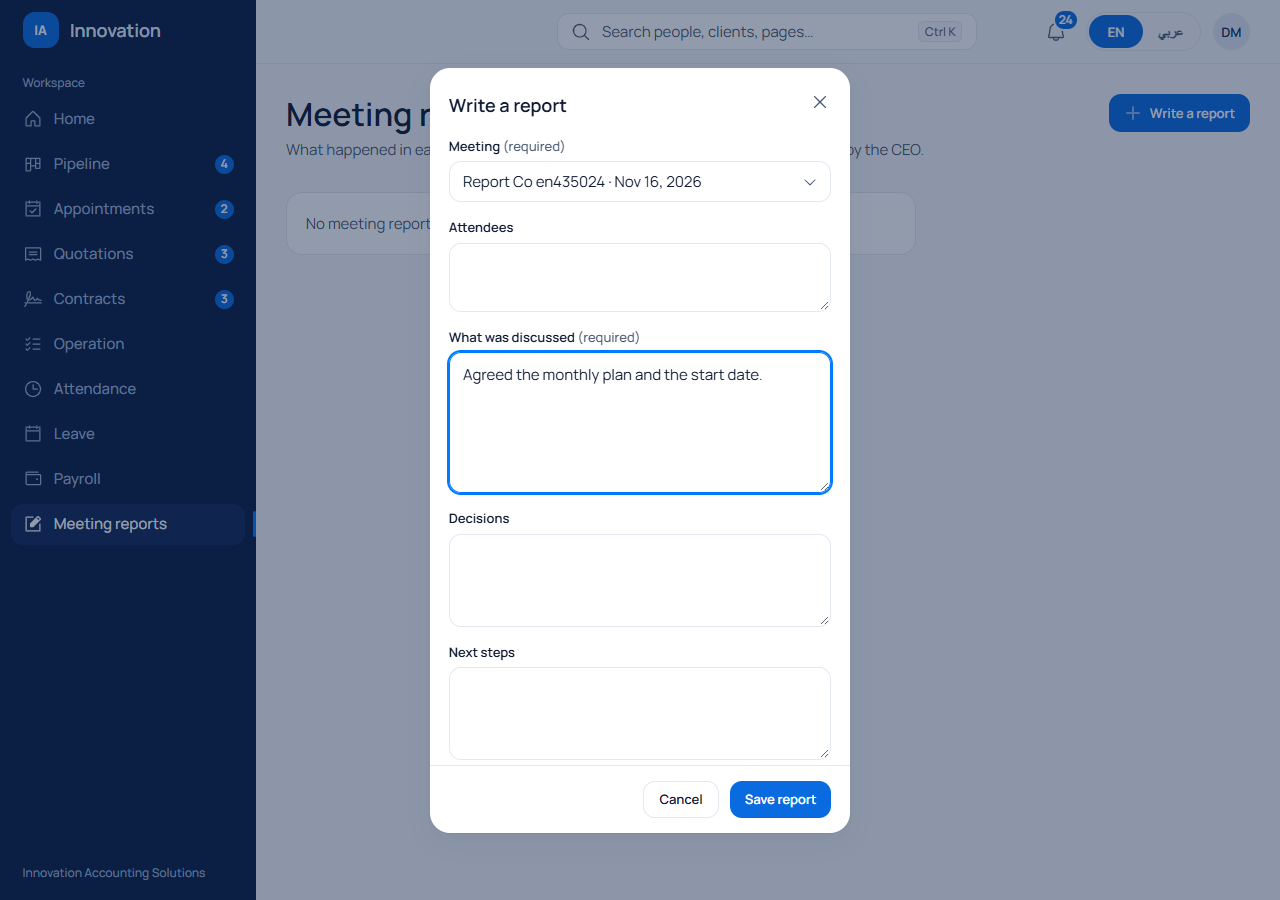 IA Innovation
Search people, clients, pages... Ctrl K
24
EN عربي DM
Workspace
Home
Pipeline 4
Appointments 2
Quotations 3
Contracts 3
Operation
Attendance
Leave
Payroll
Meeting reports
Innovation Accounting Solutions
Meeting
Write a report
What happened in
by the CEO.
No meeting report
Write a report
Meeting (required)
Report Co en435024 · Nov 16, 2026
Attendees
What was discussed (required)
Agreed the monthly plan and the start date.
Decisions
Next steps
Cancel Save report